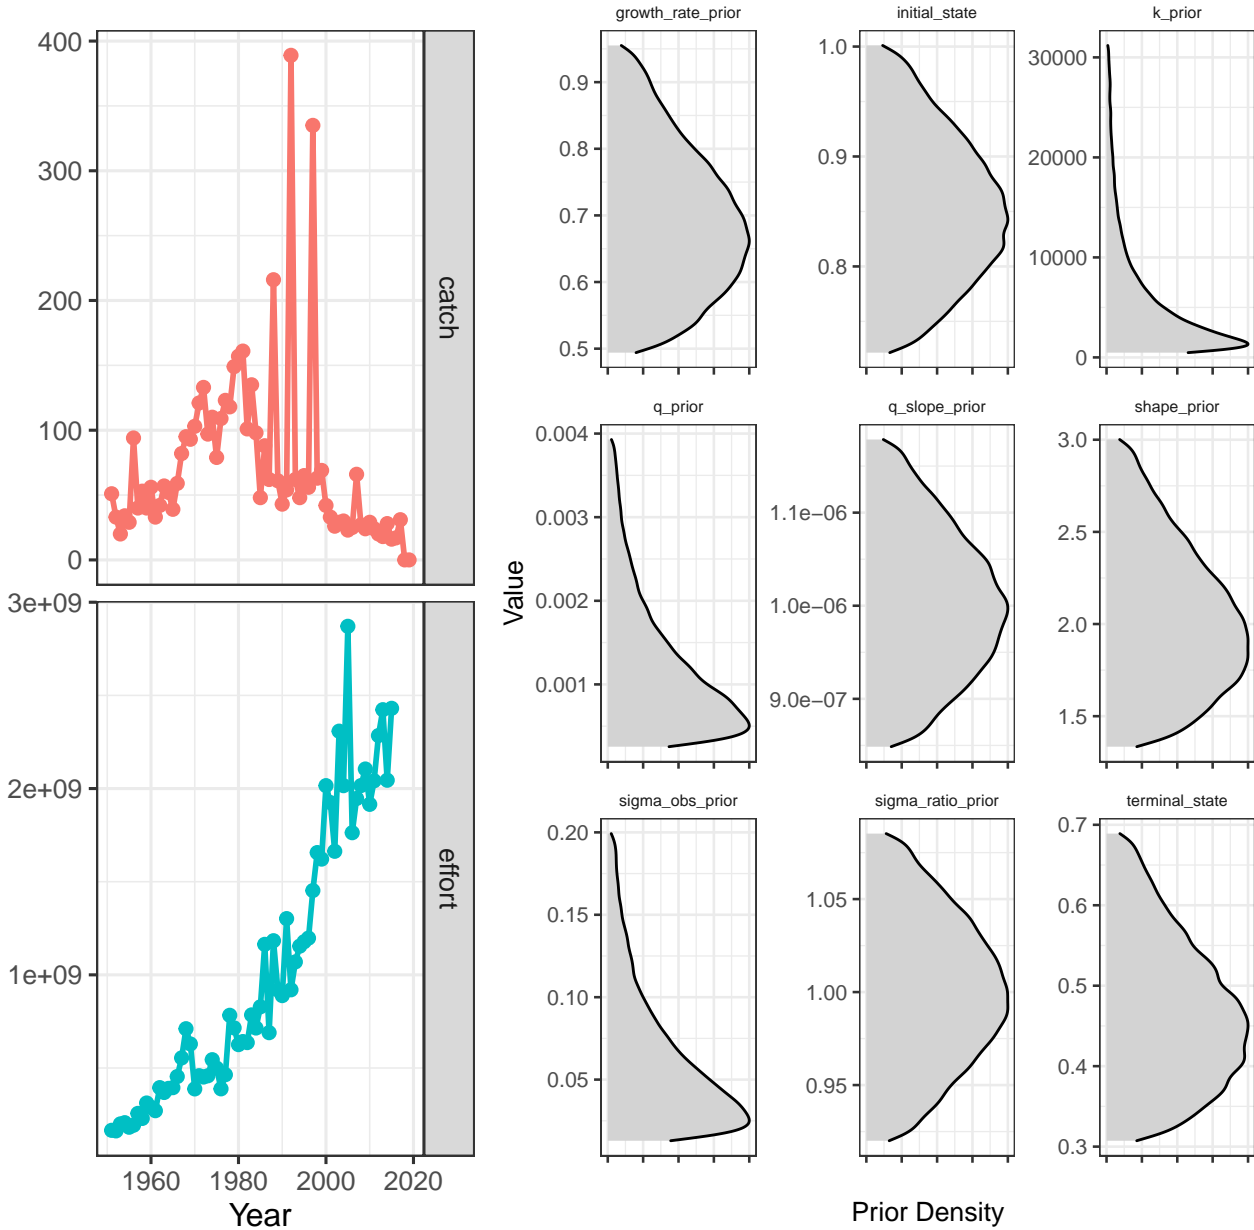 400
300
200
100
0
catch
3e+09
2e+09
1e+09
effort
1960 1980 2000 2020
Year
growth_rate_prior
0.9
0.8
0.7
0.6
0.5
initial_state
1.0
0.9
0.8
k_prior
30000
20000
10000
0
Value
q_prior
0.004
0.003
0.002
0.001
q_slope_prior
1.1e−06
1.0e−06
9.0e−07
shape_prior
3.0
2.5
2.0
1.5
sigma_obs_prior
0.20
0.15
0.10
0.05
sigma_ratio_prior
1.05
1.00
0.95
terminal_state
0.7
0.6
0.5
0.4
0.3
Prior Density